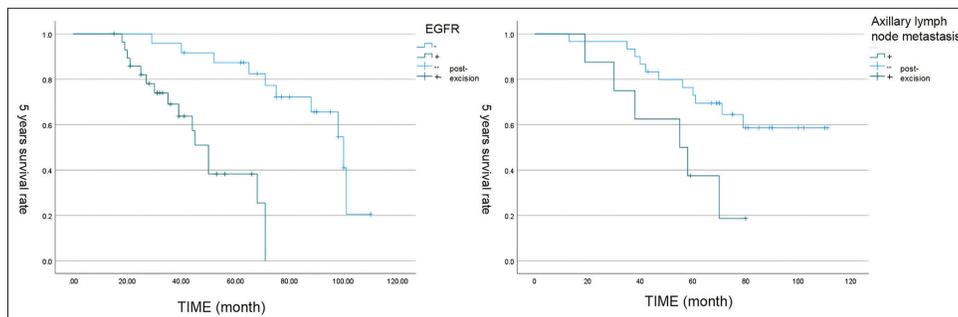 EGFR
-
+
-- post-
+ excision
1.0
0.8
0.6
0.4
0.2
0.0
5 years survival rate
.00 20.00 40.00 60.00 80.00 100.00 120.00
TIME (month)
Axillary lymph
node metastasis
+
-- post-
+ excision
1.0
0.8
0.6
0.4
0.2
0.0
5 years survival rate
0 20 40 60 80 100 120
TIME (month)